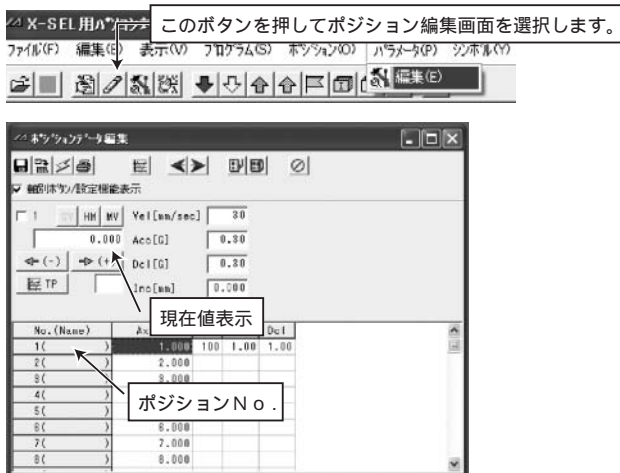 X-SEL用
このボタンを押してポジション編集画面を選択します。
ファイル(F) 編集(E) 表示(V) プログラム(S) ポジション(O) パラメータ(P) シンボル(Y)
編集(E)
ポジションデータ編集
軸別ボタン/設定機能表示
1 SV HM MV Vel[mm/sec] 30
0.000 Acc[G] 0.30
(-) (+) Dcl[G] 0.30
TP Inc[mm] 0.000
現在値表示
No.(Name) Dcl
1( ) 1.000 100 1.00 1.00
2( ) 2.000
3( ) 3.000
4( )
ポジションNo.
5( )
6( ) 6.000
7( ) 7.000
8( ) 8.000